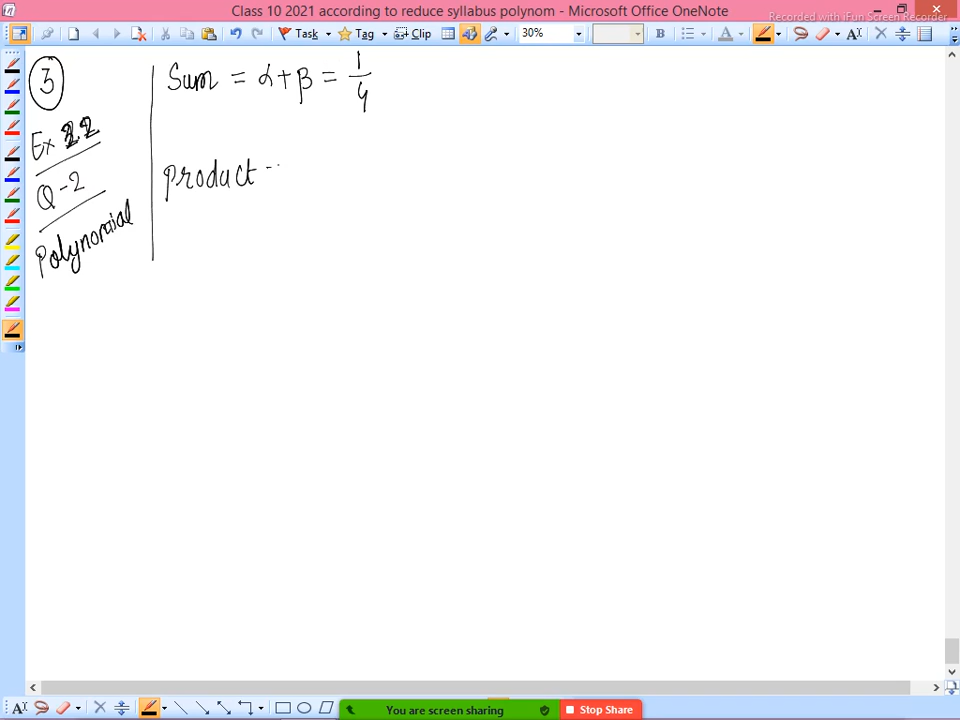 Class 10 2021 according to reduce syllabus polynom - Microsoft Office OneNote
Recorded with iFun Screen Recorder
Task Tag Clip 30% B A
3
Sum = α + β = 1/4
Ex 2.2
Q-2
Polynomial
Product -
You are screen sharing Stop Share